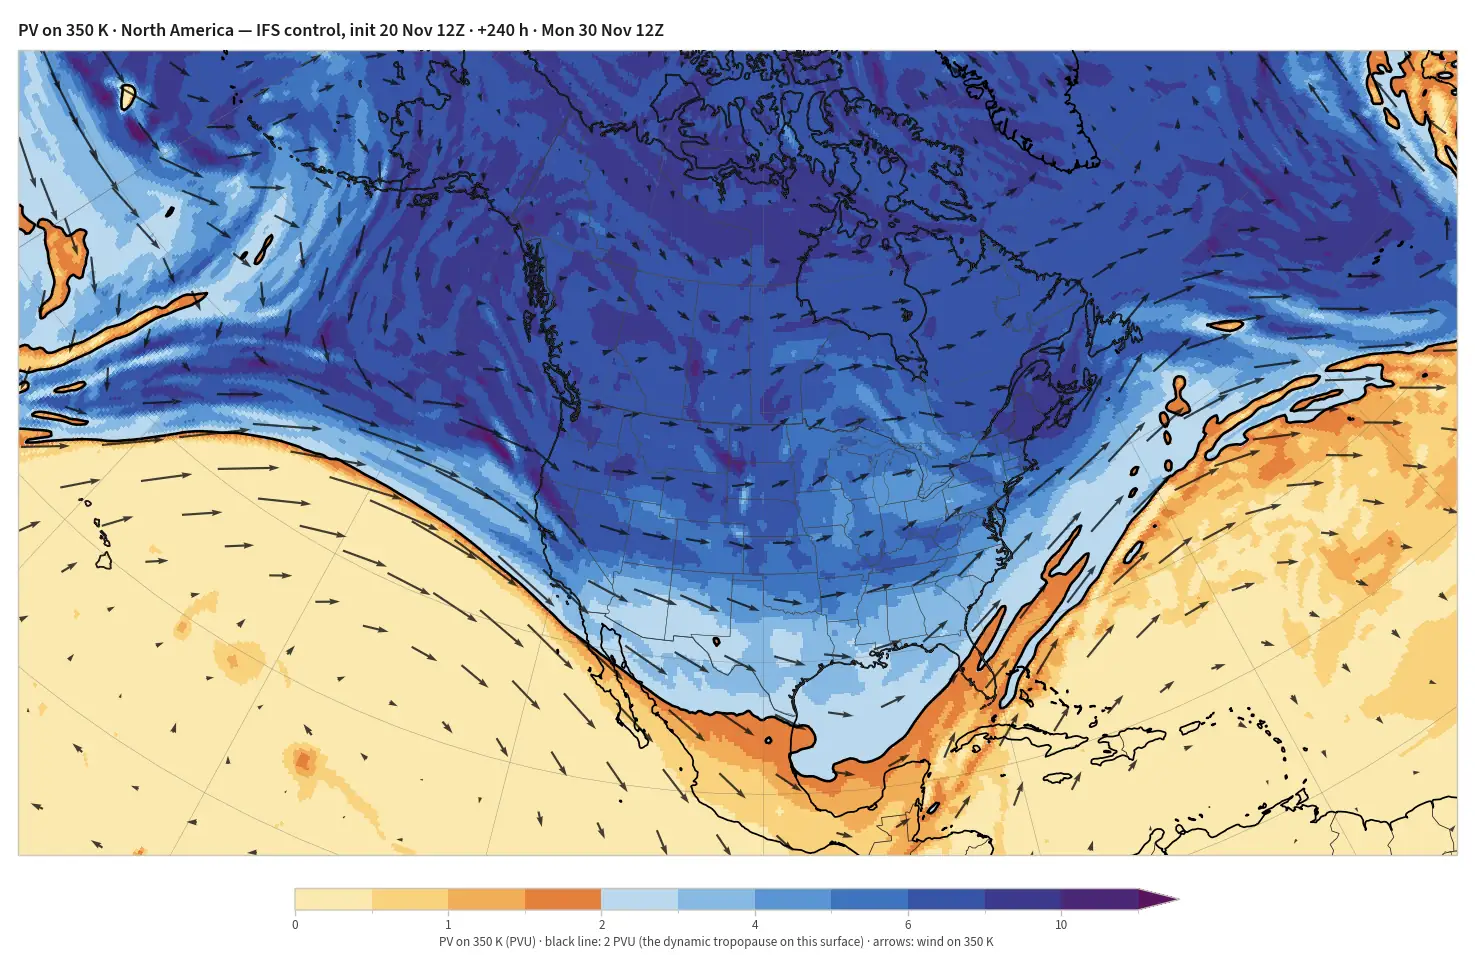 PV on 350 K · North America — IFS control, init 20 Nov 12Z · +240 h · Mon 30 Nov 12Z
0 1 2 4 6 10
PV on 350 K (PVU) · black line: 2 PVU (the dynamic tropopause on this surface) · arrows: wind on 350 K